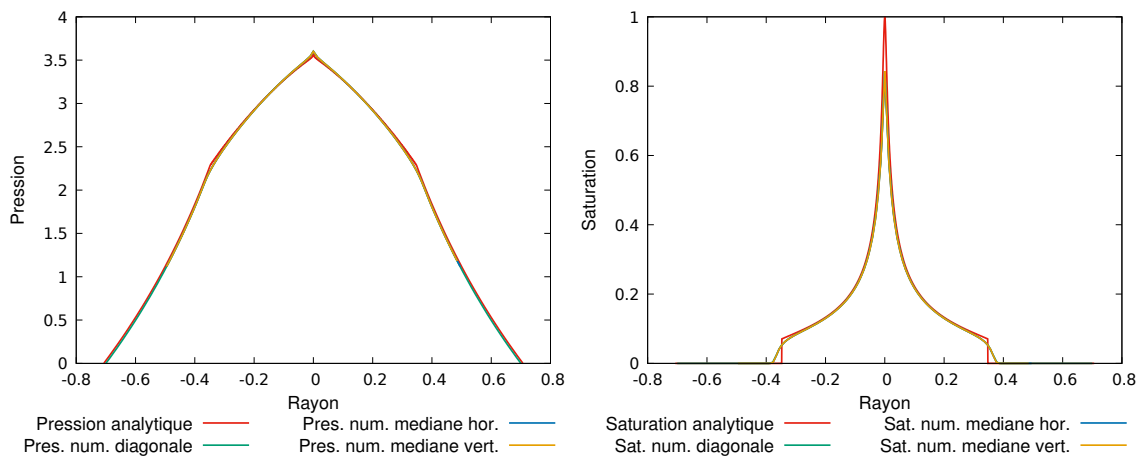 4
3.5
3
2.5
2
1.5
1
0.5
0
Pression
-0.8 -0.6 -0.4 -0.2 0 0.2 0.4 0.6 0.8
Rayon
Pression analytique Pres. num. mediane hor.
Pres. num. diagonale Pres. num. mediane vert.
1
0.8
0.6
0.4
0.2
0
Saturation
-0.8 -0.6 -0.4 -0.2 0 0.2 0.4 0.6 0.8
Rayon
Saturation analytique Sat. num. mediane hor.
Sat. num. diagonale Sat. num. mediane vert.